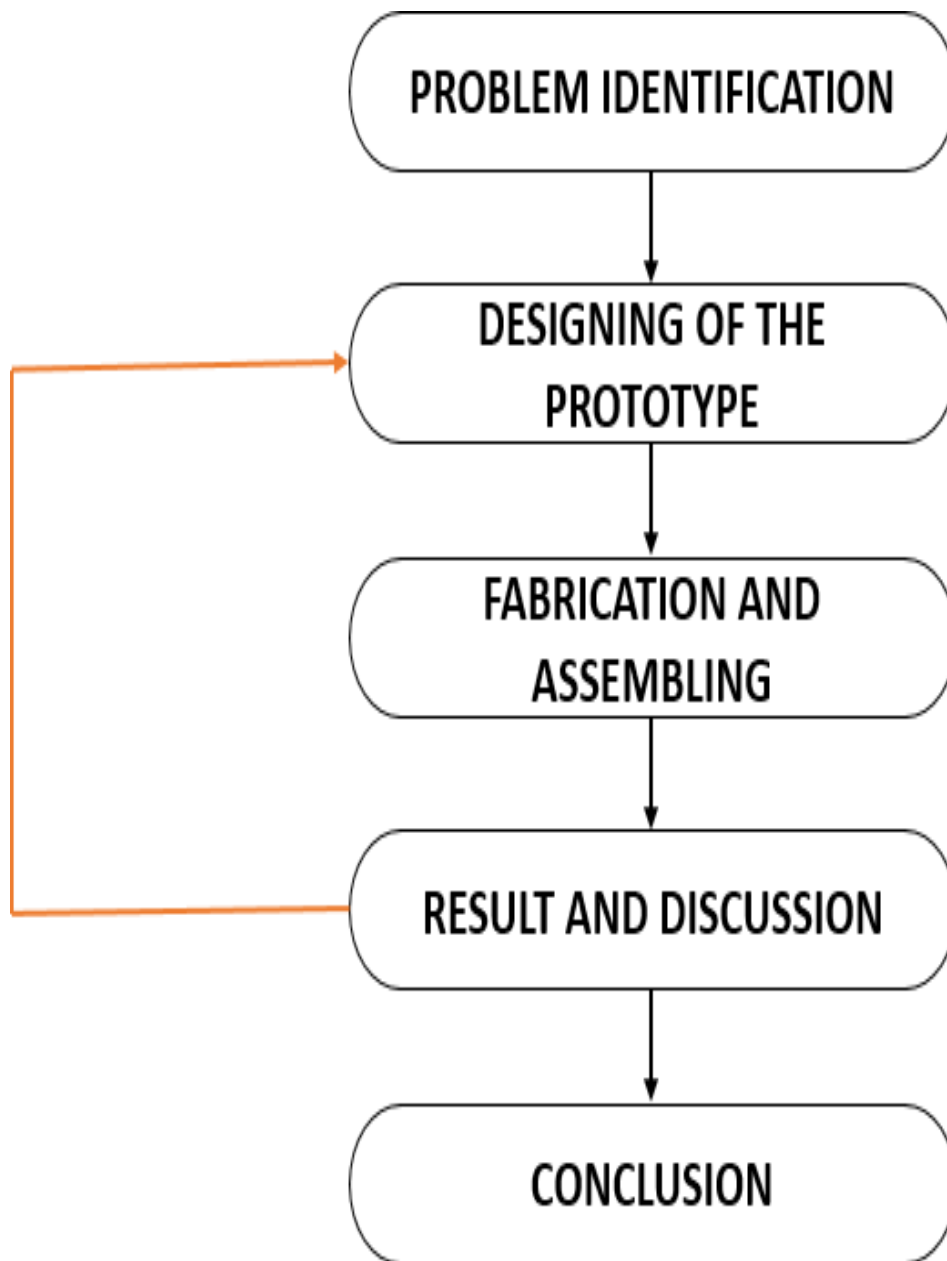 PROBLEM IDENTIFICATION
DESIGNING OF THE
PROTOTYPE
FABRICATION AND
ASSEMBLING
RESULT AND DISCUSSION
CONCLUSION